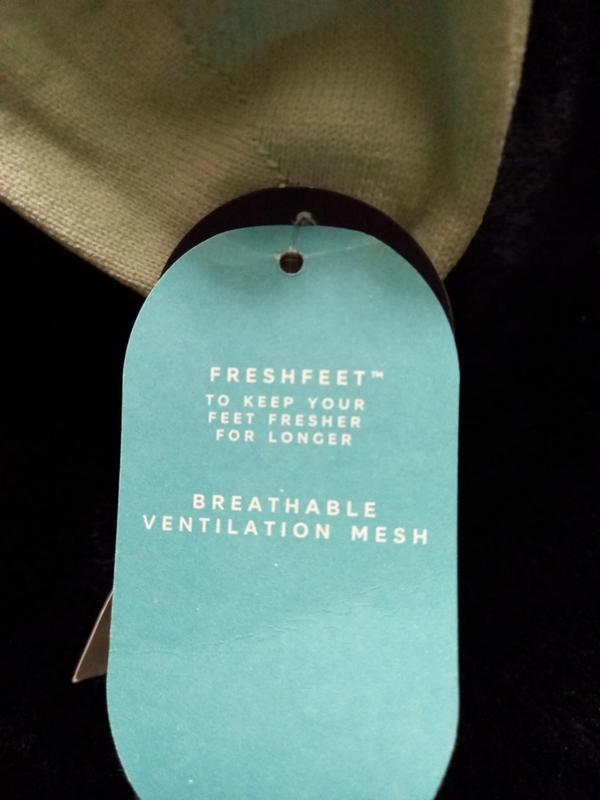 FRESHFEET™
TO KEEP YOUR
FEET FRESHER
FOR LONGER
BREATHABLE
VENTILATION MESH